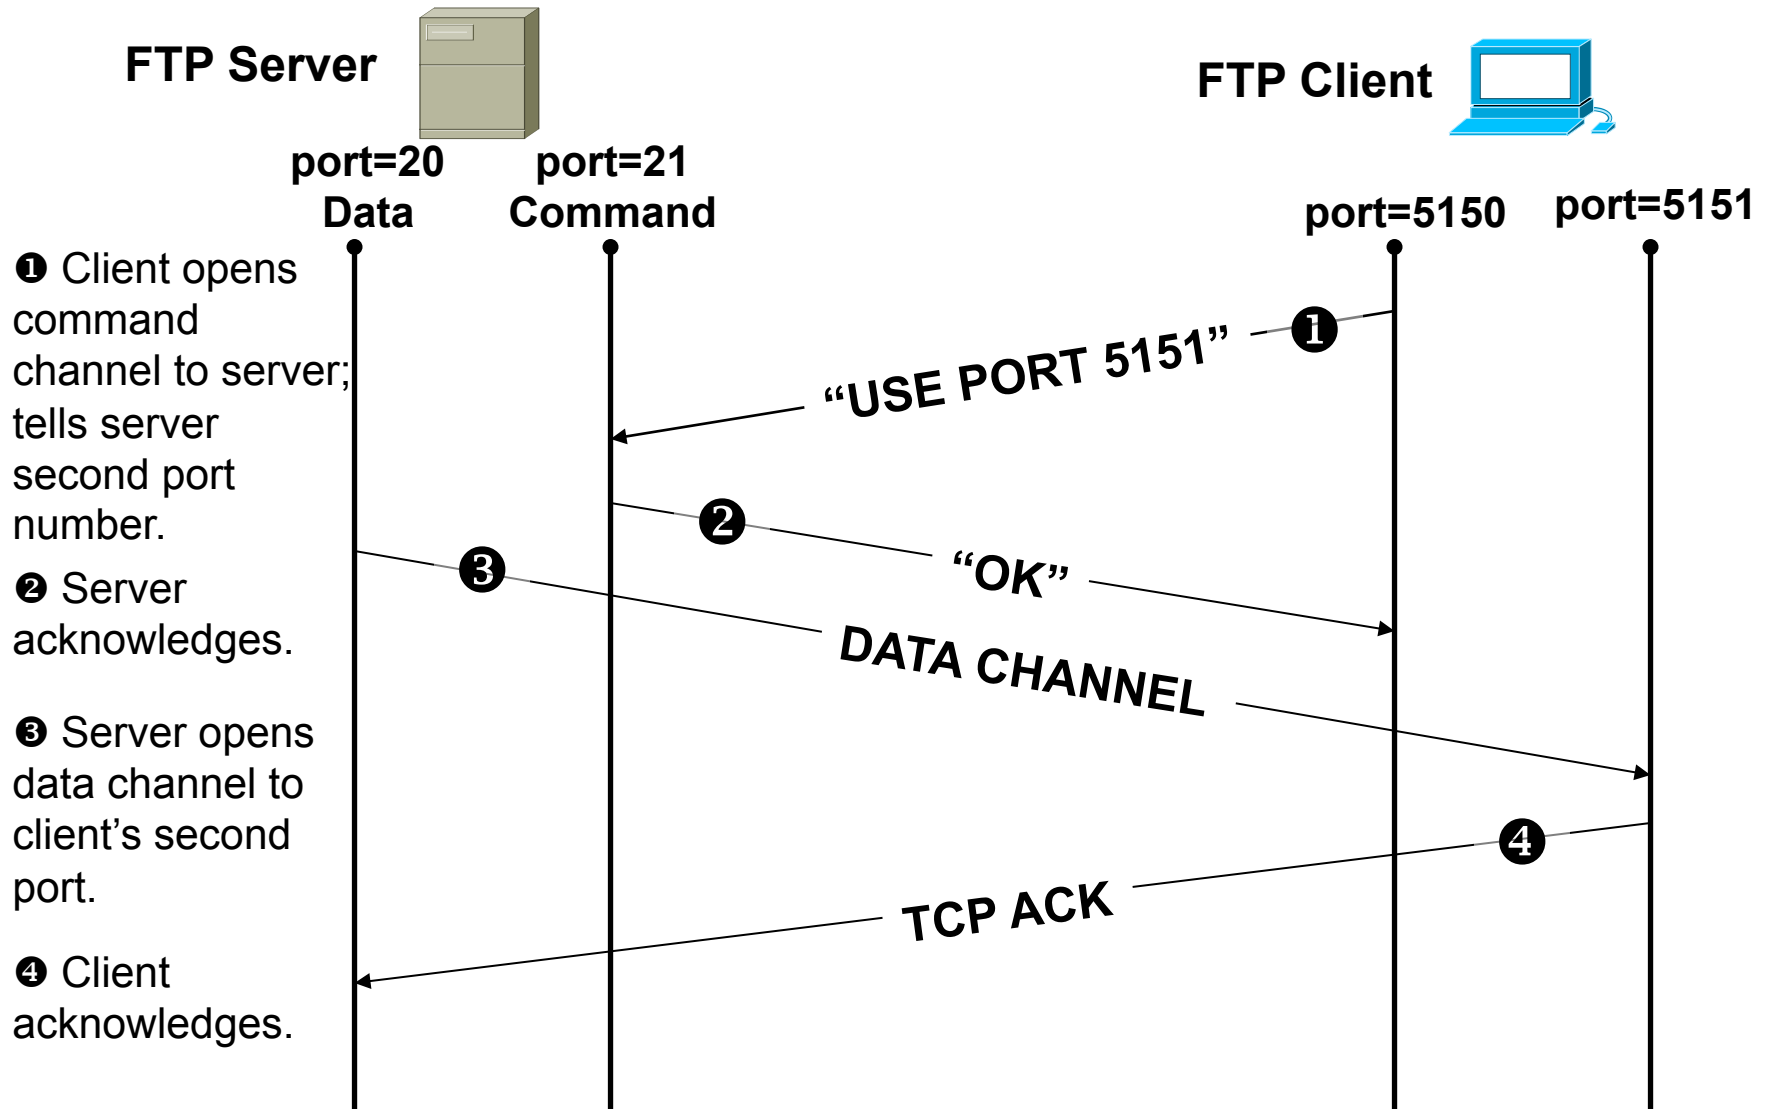 FTP Server
FTP Client
port=20
Data
port=21
Command
port=5150
port=5151
❶ Client opens
command
channel to server;
tells server
second port
number.
❷ Server
acknowledges.
❸ Server opens
data channel to
client’s second
port.
❹ Client
acknowledges.
❶
“USE PORT 5151”
❷
“OK”
❸
DATA CHANNEL
❹
TCP ACK